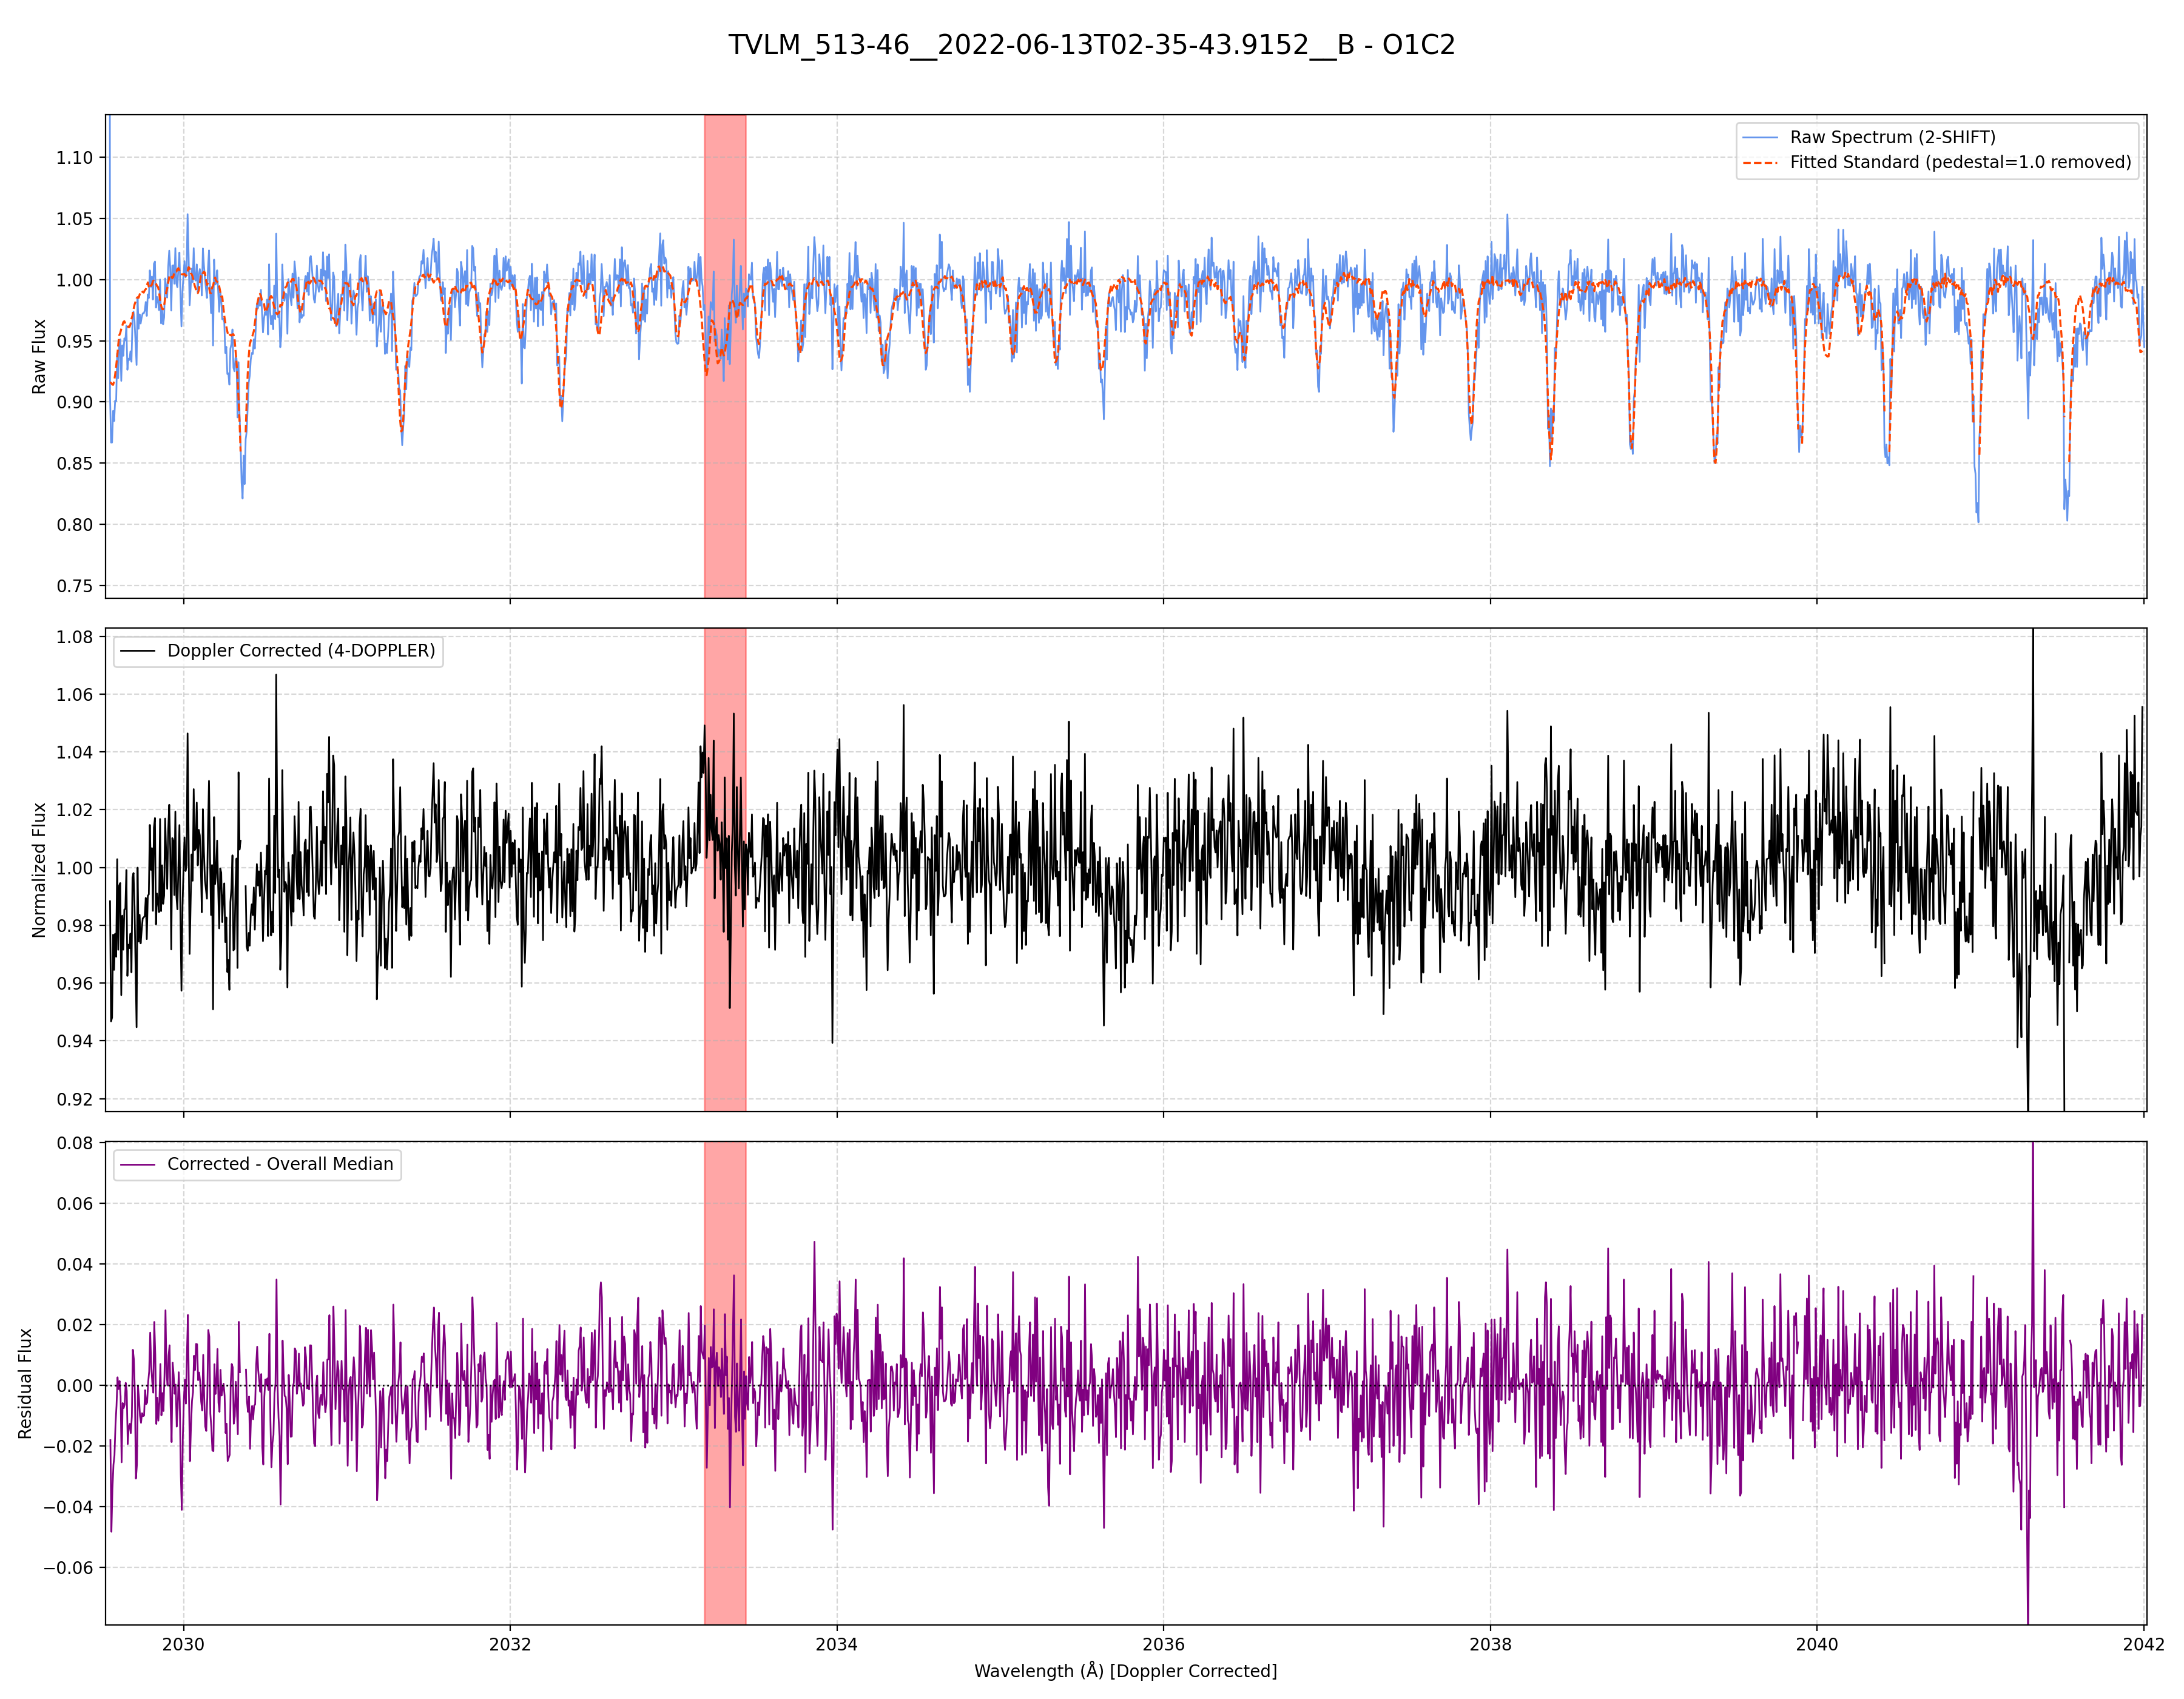 TVLM_513-46__2022-06-13T02-35-43.9152__B - O1C2
Raw Flux
1.10
1.05
1.00
0.95
0.90
0.85
0.80
0.75
Raw Spectrum (2-SHIFT)
Fitted Standard (pedestal=1.0 removed)
Normalized Flux
1.08
1.06
1.04
1.02
1.00
0.98
0.96
0.94
0.92
Doppler Corrected (4-DOPPLER)
Residual Flux
0.08
0.06
0.04
0.02
0.00
−0.02
−0.04
−0.06
Corrected - Overall Median
2030 2032 2034 2036 2038 2040 2042
Wavelength (Å) [Doppler Corrected]